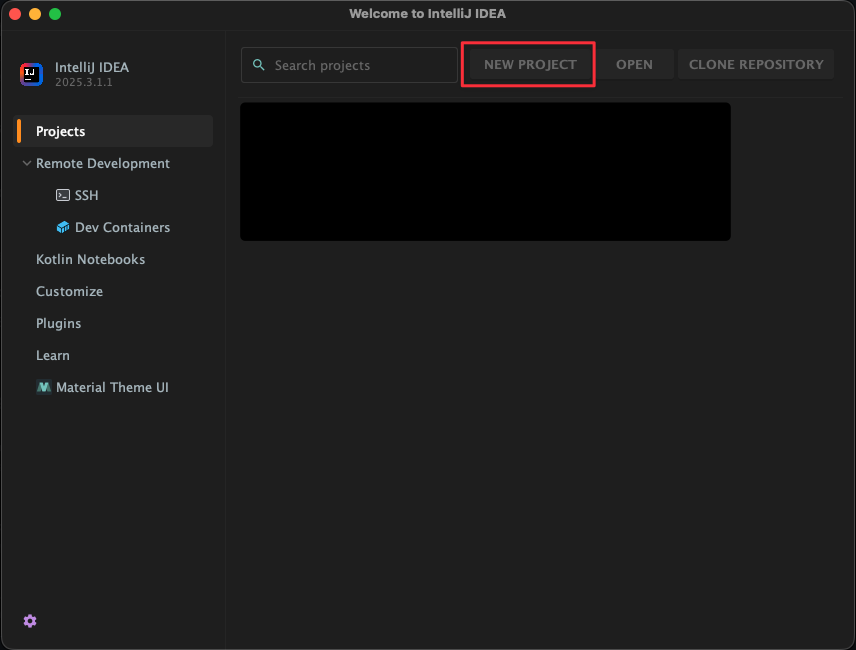 Welcome to IntelliJ IDEA
IJ
IntelliJ IDEA
2025.3.1.1
Search projects
NEW PROJECT
OPEN
CLONE REPOSITORY
Projects
Remote Development
SSH
Dev Containers
Kotlin Notebooks
Customize
Plugins
Learn
Material Theme UI